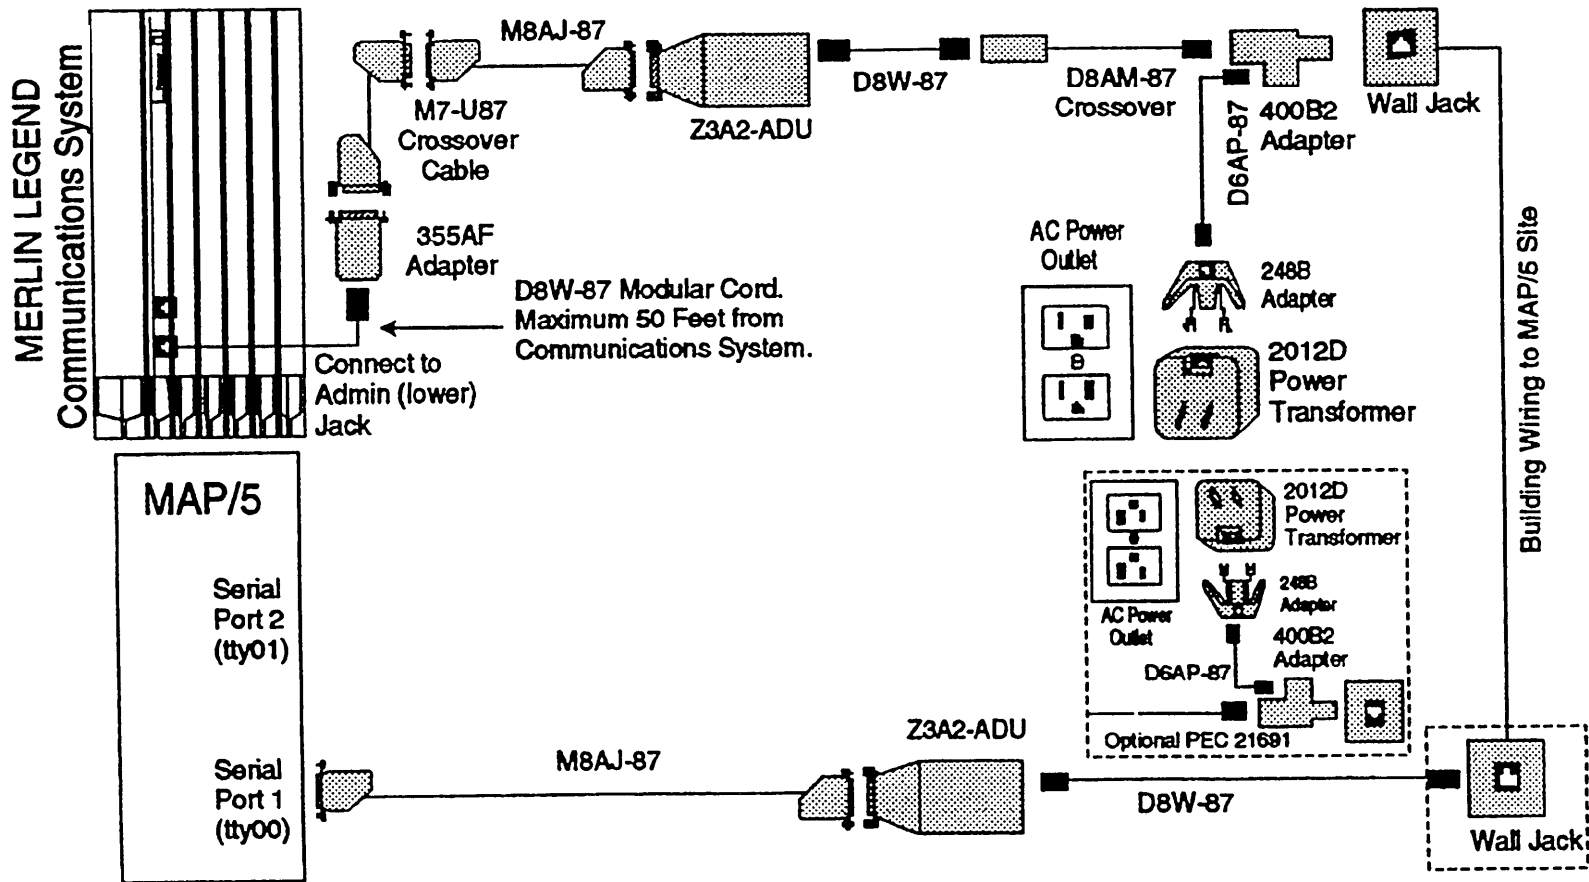 MERLIN LEGEND
Communications System
M8AJ-87
M7-U87
Crossover
Cable
Z3A2-ADU
D8W-87
D8AM-87
Crossover
400B2
Adapter
Wall Jack
D6AP-87
355AF
Adapter
D8W-87 Modular Cord.
Maximum 50 Feet from
Communications System.
Connect to
Admin (lower)
Jack
AC Power
Outlet
248B
Adapter
2012D
Power
Transformer
Building Wiring to MAP/5 Site
MAP/5
Serial
Port 2
(tty01)
Serial
Port 1
(tty00)
2012D
Power
Transformer
248B
Adapter
AC Power
Outlet
400B2
Adapter
D6AP-87
Optional PEC 21691
M8AJ-87
Z3A2-ADU
D8W-87
Wall Jack